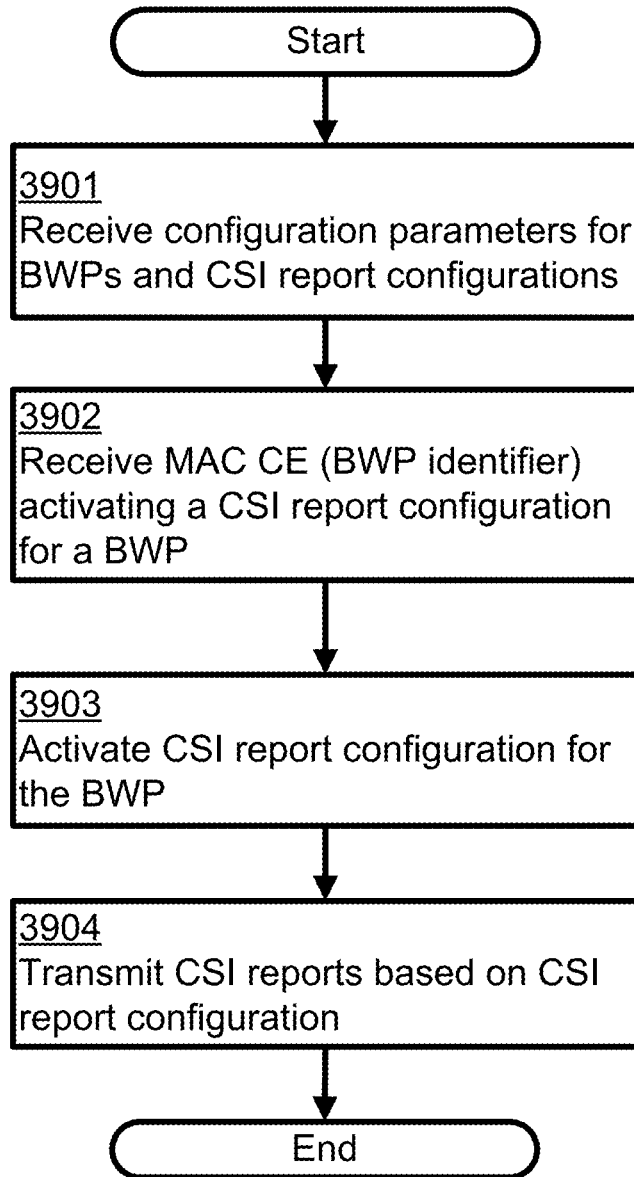 Start
3901
Receive configuration parameters for
BWPs and CSI report configurations
3902
Receive MAC CE (BWP identifier)
activating a CSI report configuration
for a BWP
3903
Activate CSI report configuration for
the BWP
3904
Transmit CSI reports based on CSI
report configuration
End